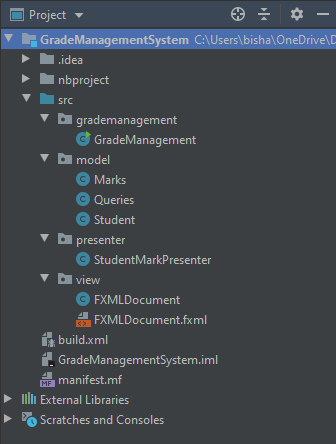 Project
GradeManagementSystem C:\Users\bisha\OneDrive\D
.idea
nbproject
src
grademanagement
GradeManagement
model
Marks
Queries
Student
presenter
StudentMarkPresenter
view
FXMLDocument
FXMLDocument.fxml
build.xml
GradeManagementSystem.iml
MF manifest.mf
External Libraries
Scratches and Consoles